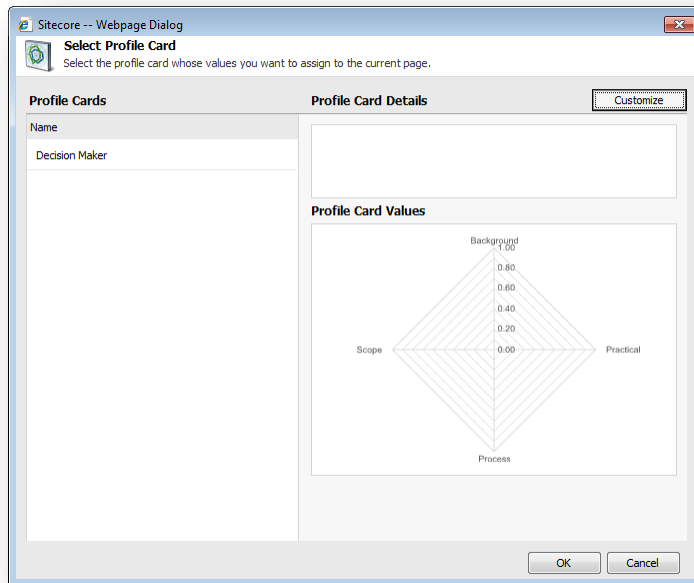 Sitecore -- Webpage Dialog
Select Profile Card
Select the profile card whose values you want to assign to the current page.
Profile Cards
Profile Card Details
Customize
Name
Decision Maker
Profile Card Values
Background
1.00
0.80
0.60
0.40
0.20
Scope
0.00
Practical
Process
OK
Cancel